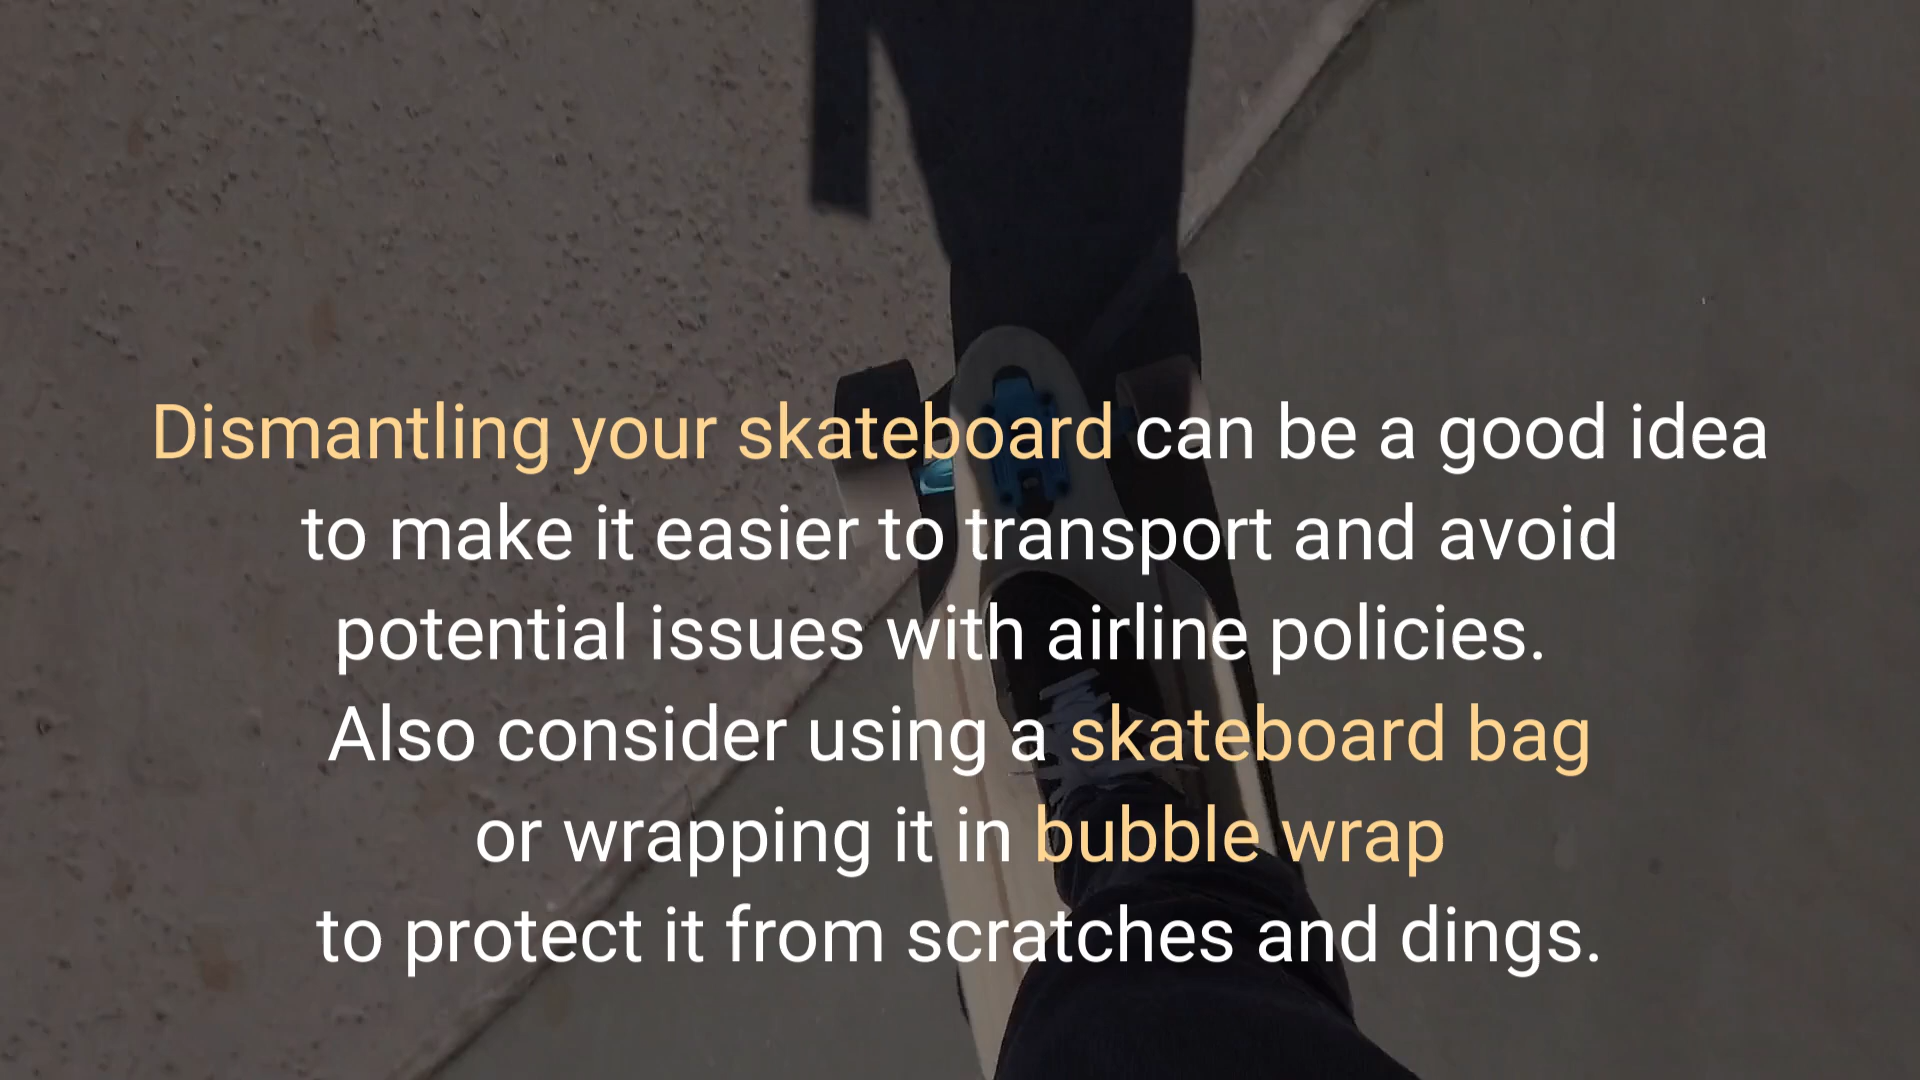 Dismantling your skateboard can be a good idea
to make it easier to transport and avoid
potential issues with airline policies.
Also consider using a skateboard bag
or wrapping it in bubble wrap
to protect it from scratches and dings.